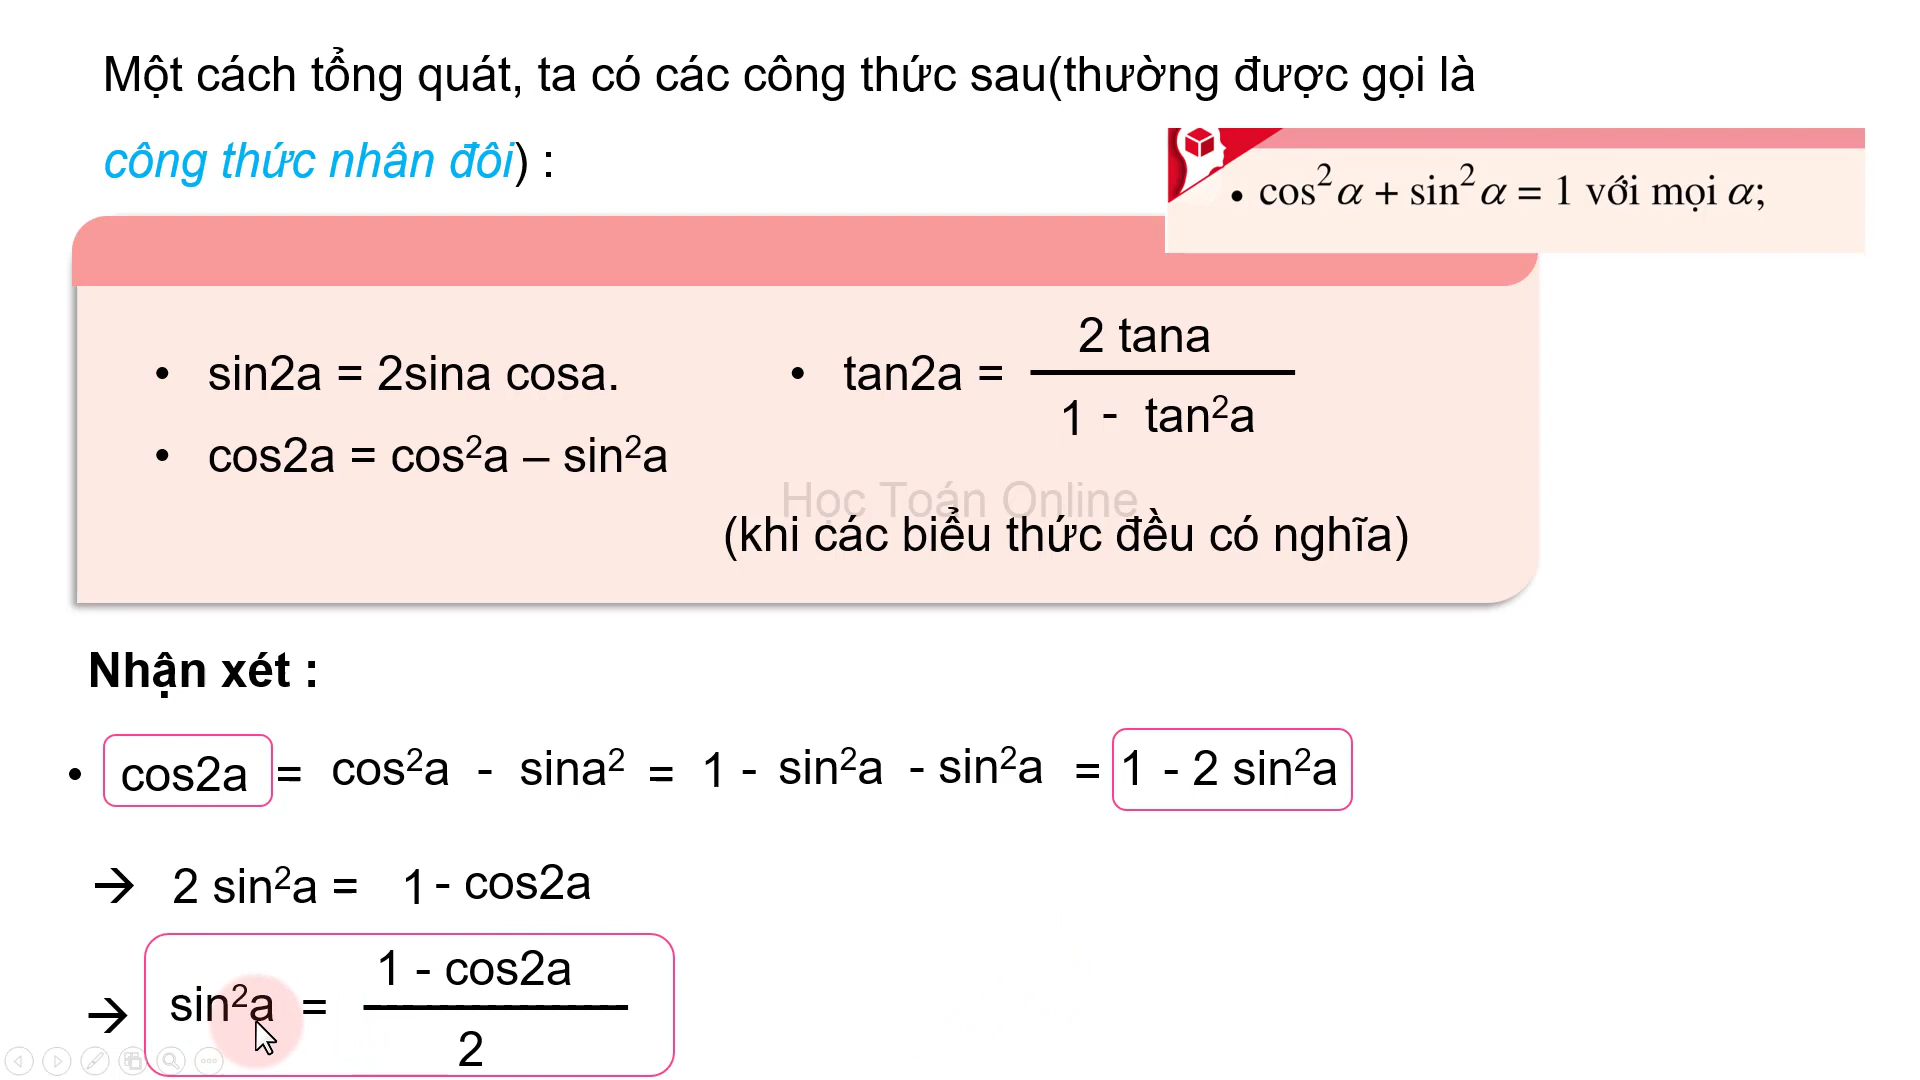 Một cách tổng quát, ta có các công thức sau(thường được gọi là
công thức nhân đôi) :
• cos²α + sin²α = 1 với mọi α;
• sin2a = 2sina cosa.
• tan2a = 2 tana / 1 - tan²a
• cos2a = cos²a – sin²a
Học Toán Online
(khi các biểu thức đều có nghĩa)
Nhận xét :
• cos2a = cos²a - sina² = 1 - sin²a - sin²a = 1 - 2 sin²a
→ 2 sin²a = 1 - cos2a
→ sin²a = 1 - cos2a / 2